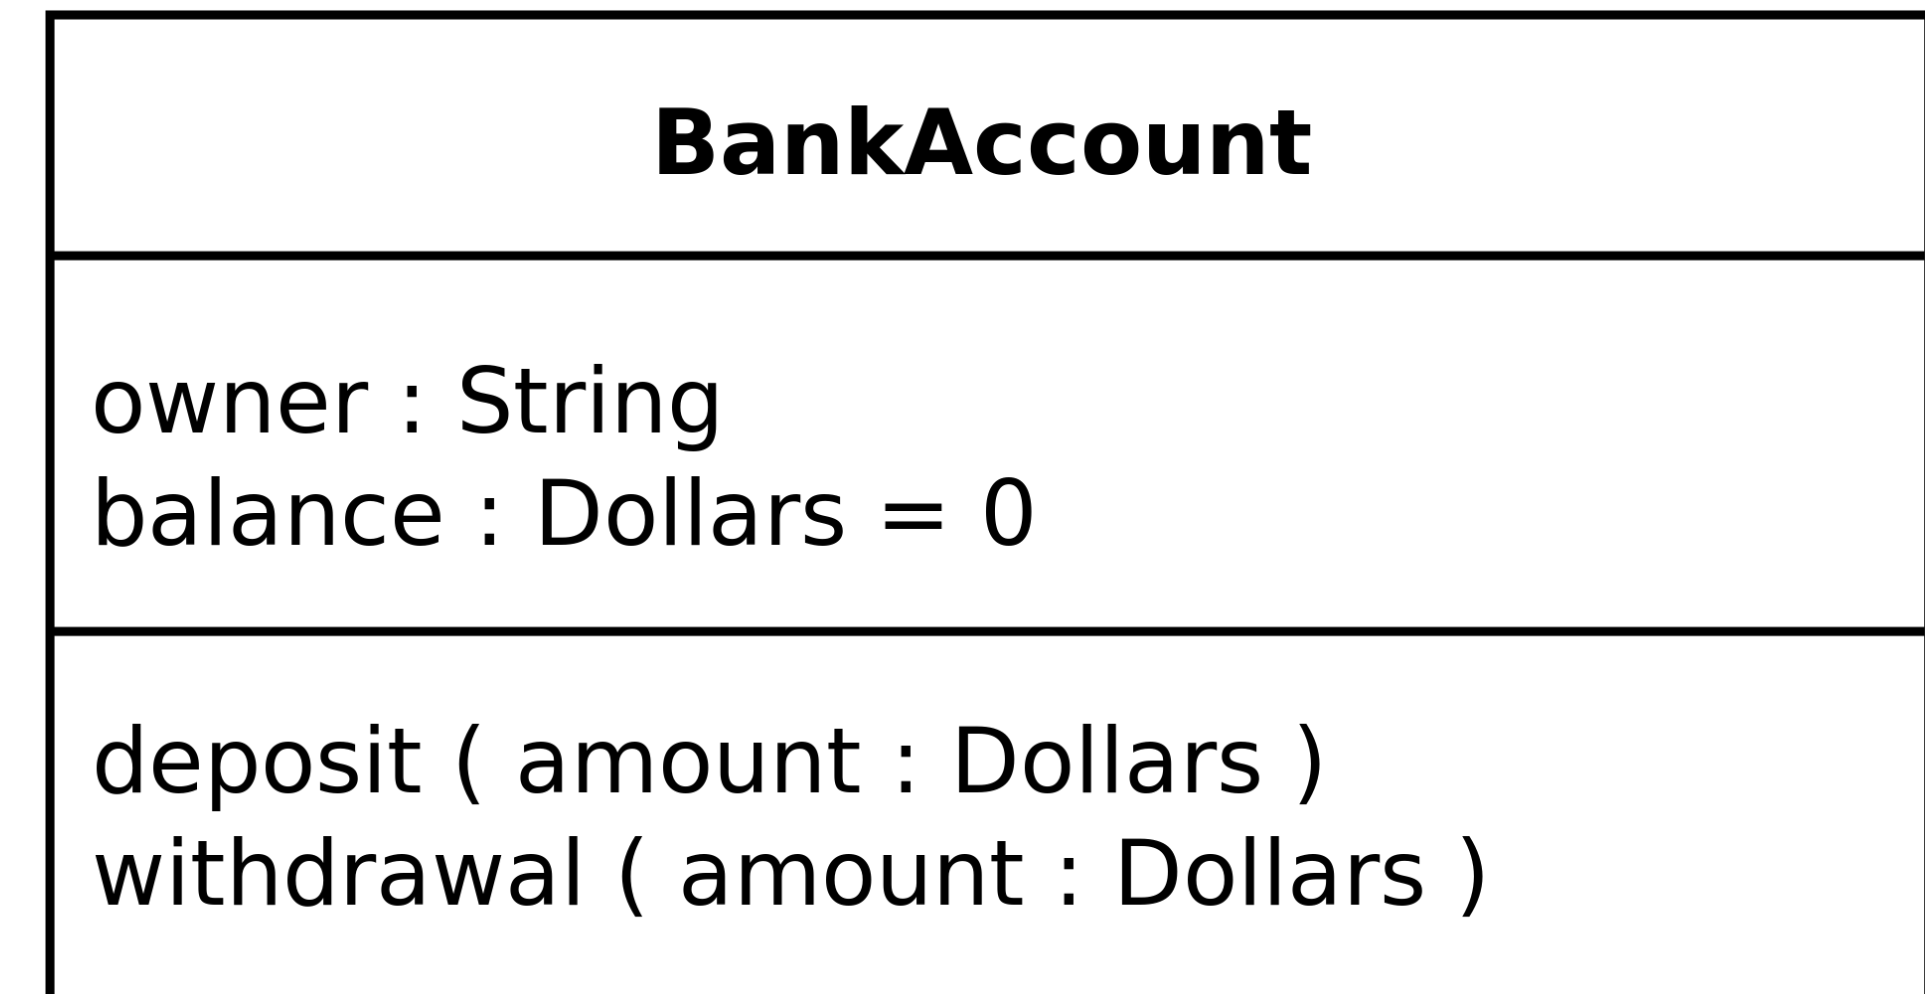 BankAccount
owner : String
balance : Dollars = 0
deposit ( amount : Dollars )
withdrawal ( amount : Dollars )